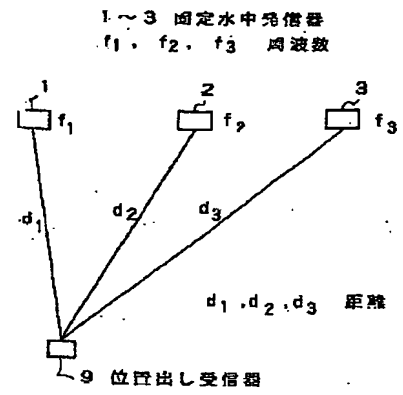 1～3 固定水中発信器
f1, f2, f3 周波数
1
2
3
f1
f2
f3
d1
d2
d3
d1,d2,d3 距離
9 位置出し受信器